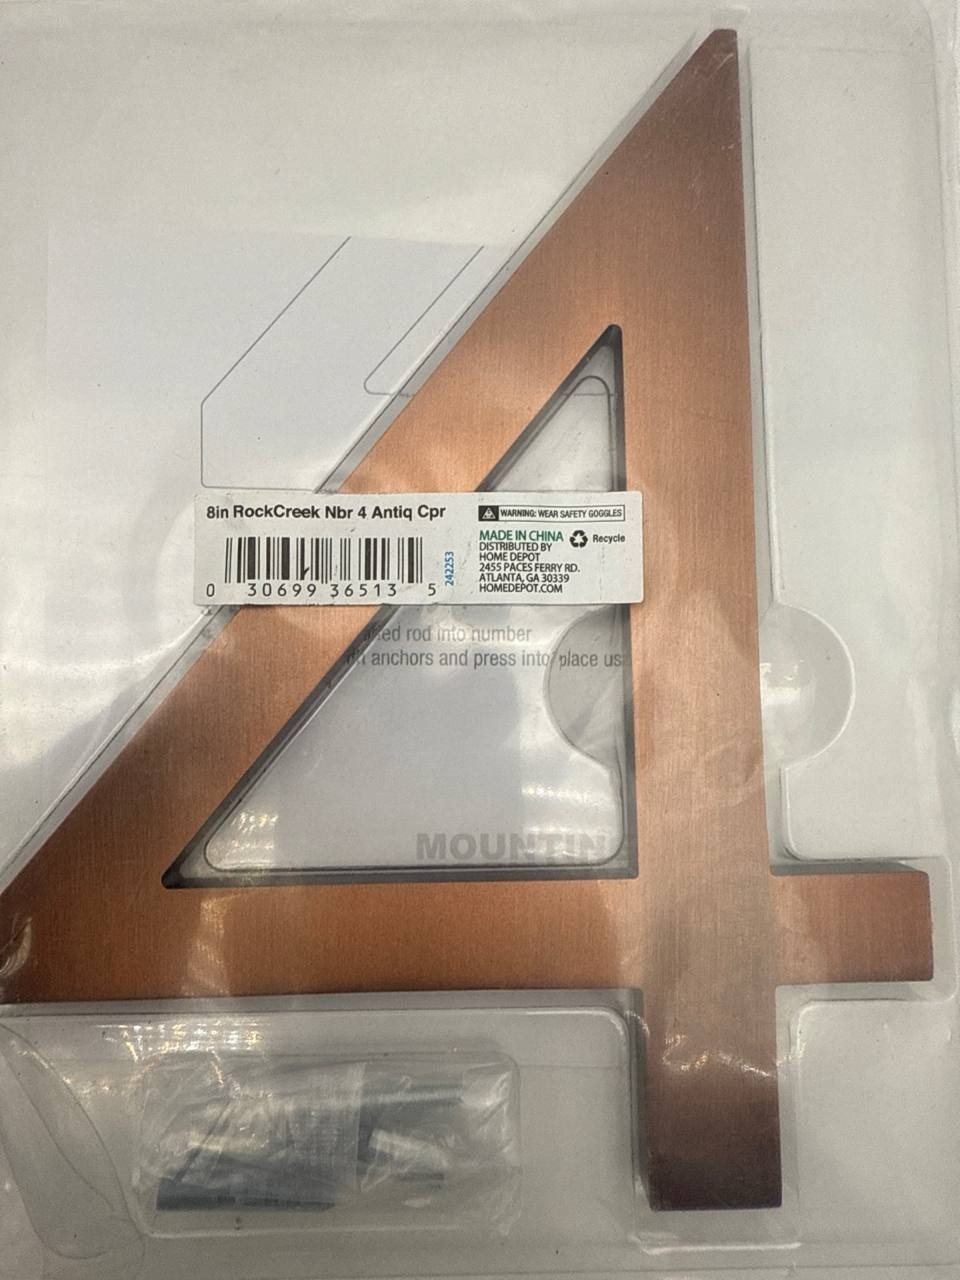 8in RockCreek Nbr 4 Antiq Cpr
0 30699 36513 5
242253
WARNING: WEAR SAFETY GOGGLES
MADE IN CHINA
Recycle
DISTRIBUTED BY
HOME DEPOT
2455 PACES FERRY RD.
ATLANTA, GA 30339
HOMEDEPOT.COM
rod into number
anchors and press into place
MOUNTING
4